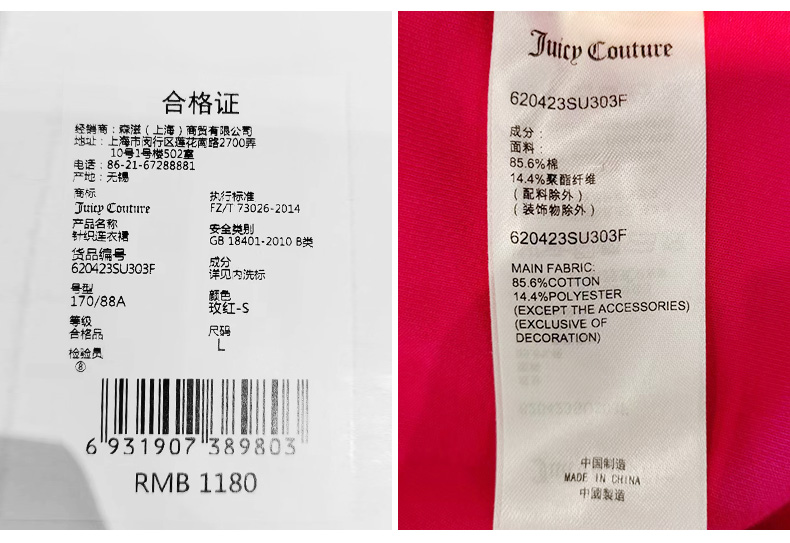 合格证
经销商：森滋（上海）商贸有限公司
地址：上海市闵行区莲花南路2700弄
10号1号楼502室
电话：86-21-67288881
产地：无锡
商标
Juicy Couture
产品名称
针织连衣裙
货品编号
620423SU303F
号型
170/88A
等级
合格品
检验员
⑧
执行标准
FZ/T 73026-2014
安全类别
GB 18401-2010 B类
成分
详见内洗标
颜色
玫红-S
尺码
L
6 931907 389803
RMB 1180
Juicy Couture
620423SU303F
成分：
面料：
85.6%棉
14.4%聚酯纤维
（配料除外）
（装饰物除外）
620423SU303F
MAIN FABRIC:
85.6%COTTON
14.4%POLYESTER
(EXCEPT THE ACCESSORIES)
(EXCLUSIVE OF
DECORATION)
中国制造
MADE IN CHINA
中國製造